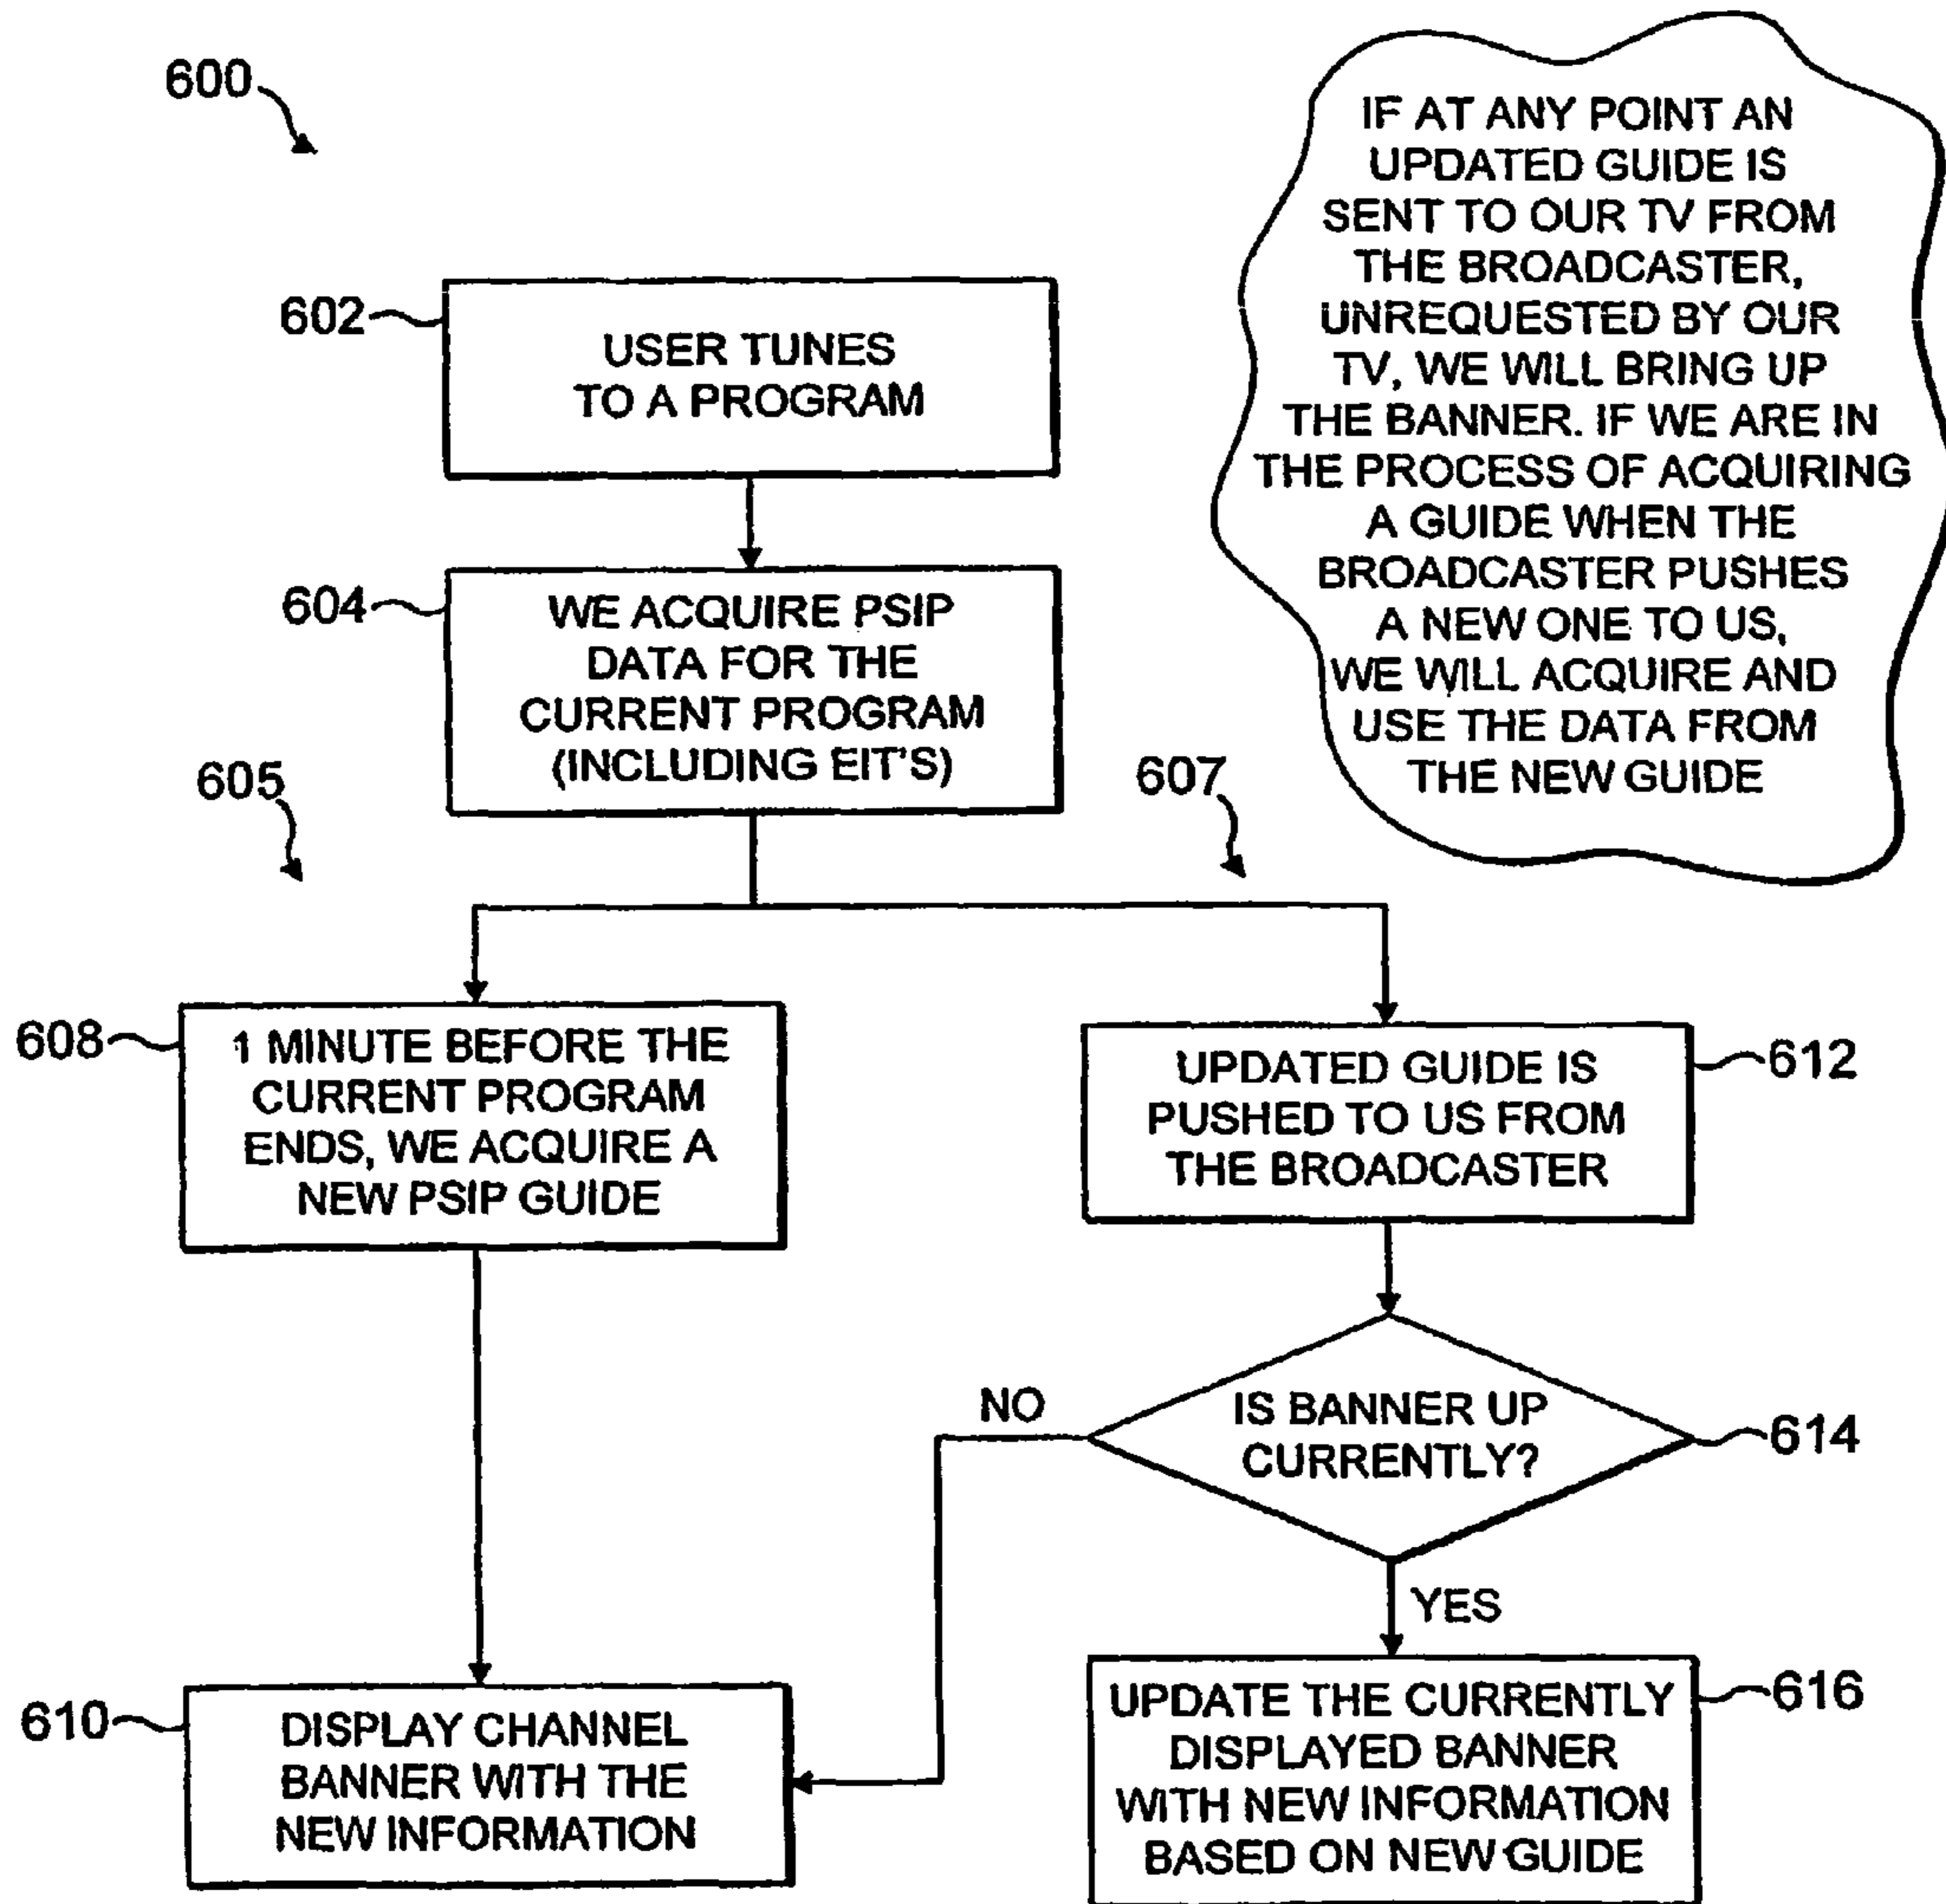 600
IF AT ANY POINT AN
UPDATED GUIDE IS
SENT TO OUR TV FROM
THE BROADCASTER,
UNREQUESTED BY OUR
TV, WE WILL BRING UP
THE BANNER. IF WE ARE IN
THE PROCESS OF ACQUIRING
A GUIDE WHEN THE
BROADCASTER PUSHES
A NEW ONE TO US,
WE WILL ACQUIRE AND
USE THE DATA FROM
THE NEW GUIDE
602
USER TUNES
TO A PROGRAM
604
WE ACQUIRE PSIP
DATA FOR THE
CURRENT PROGRAM
(INCLUDING EIT'S)
605
607
608
1 MINUTE BEFORE THE
CURRENT PROGRAM
ENDS, WE ACQUIRE A
NEW PSIP GUIDE
UPDATED GUIDE IS
PUSHED TO US FROM
THE BROADCASTER
612
NO
IS BANNER UP
CURRENTLY?
614
YES
610
DISPLAY CHANNEL
BANNER WITH THE
NEW INFORMATION
UPDATE THE CURRENTLY
DISPLAYED BANNER
WITH NEW INFORMATION
BASED ON NEW GUIDE
616